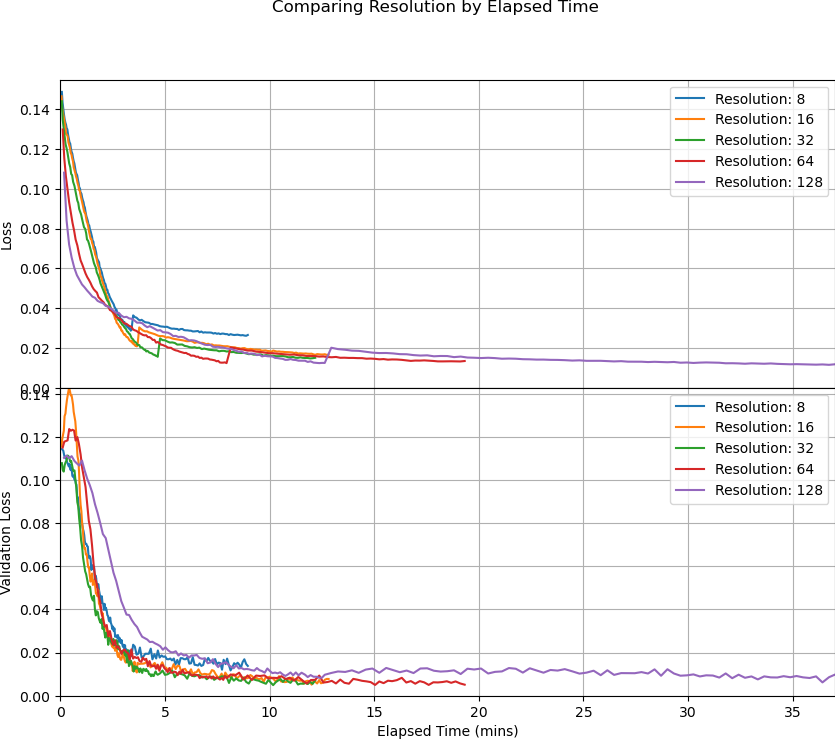 Comparing Resolution by Elapsed Time
Loss
0.14
0.12
0.10
0.08
0.06
0.04
0.02
0.00
Resolution: 8
Resolution: 16
Resolution: 32
Resolution: 64
Resolution: 128
Validation Loss
0.14
0.12
0.10
0.08
0.06
0.04
0.02
0.00
Resolution: 8
Resolution: 16
Resolution: 32
Resolution: 64
Resolution: 128
0 5 10 15 20 25 30 35
Elapsed Time (mins)